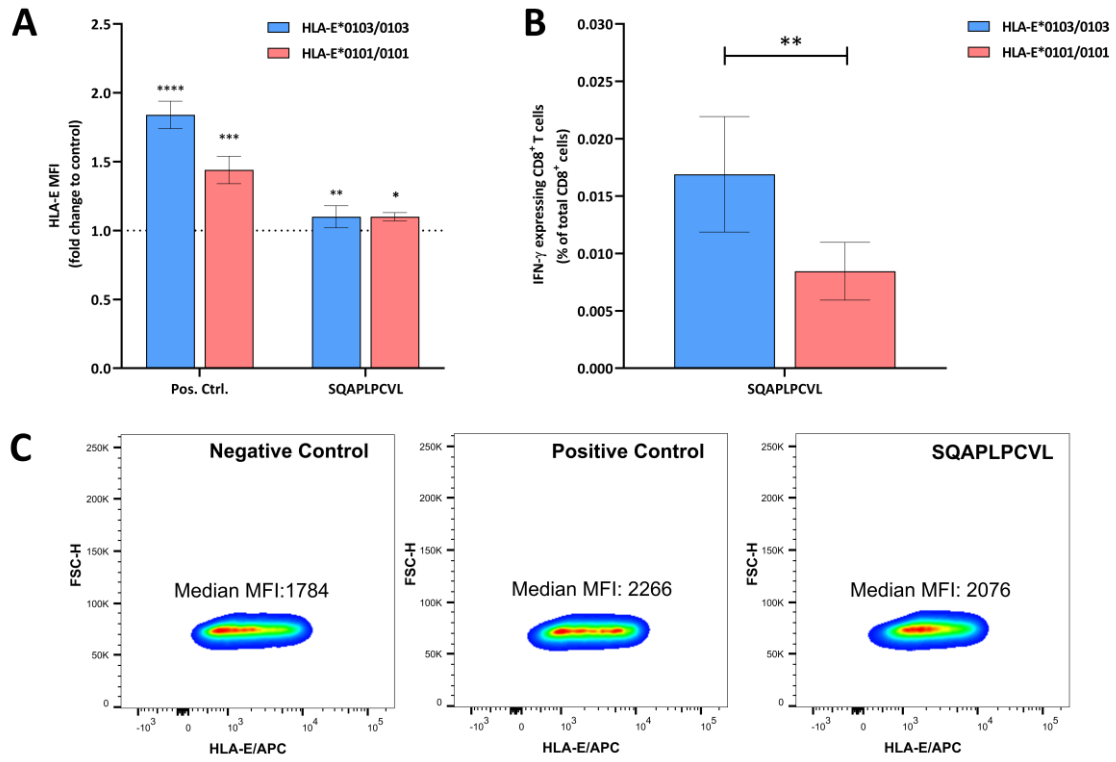 A
HLA-E MFI
(fold change to control)
2.5
2.0
1.5
1.0
0.5
0.0
HLA-E*0103/0103
HLA-E*0101/0101
****
***
**
*
Pos. Ctrl.
SQAPLPCVL
B
IFN-γ expressing CD8⁺ T cells
(% of total CD8⁺ cells)
0.030
0.025
0.020
0.015
0.010
0.005
0.000
**
HLA-E*0103/0103
HLA-E*0101/0101
SQAPLPCVL
C
FSC-H
250K
200K
150K
100K
50K
0
Negative Control
Median MFI:1784
-10³ 0 10³ 10⁴ 10⁵
HLA-E/APC
FSC-H
250K
200K
150K
100K
50K
0
Positive Control
Median MFI: 2266
-10³ 0 10³ 10⁴ 10⁵
HLA-E/APC
FSC-H
250K
200K
150K
100K
50K
0
SQAPLPCVL
Median MFI: 2076
-10³ 0 10³ 10⁴ 10⁵
HLA-E/APC